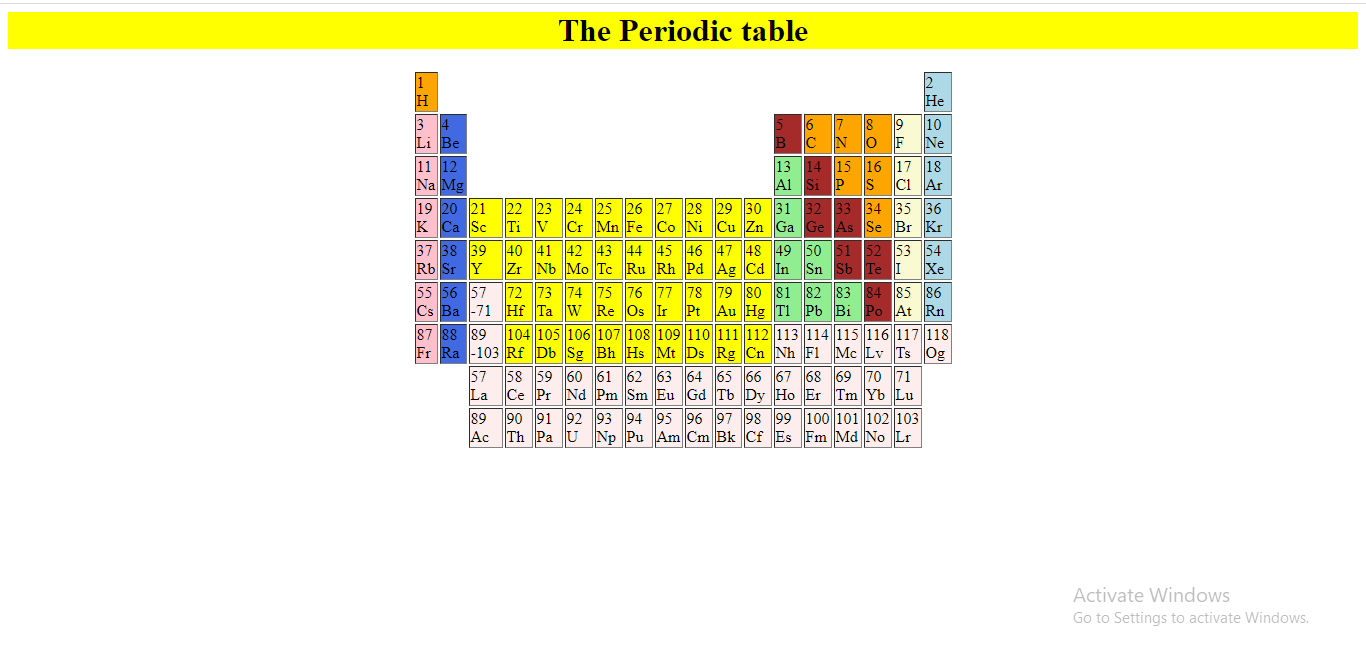 The Periodic table
1 2
H He
3 4 5 6 7 8 9 10
Li Be B C N O F Ne
11 12 13 14 15 16 17 18
Na Mg Al Si P S Cl Ar
19 20 21 22 23 24 25 26 27 28 29 30 31 32 33 34 35 36
K Ca Sc Ti V Cr Mn Fe Co Ni Cu Zn Ga Ge As Se Br Kr
37 38 39 40 41 42 43 44 45 46 47 48 49 50 51 52 53 54
Rb Sr Y Zr Nb Mo Tc Ru Rh Pd Ag Cd In Sn Sb Te I Xe
55 56 57 72 73 74 75 76 77 78 79 80 81 82 83 84 85 86
Cs Ba -71 Hf Ta W Re Os Ir Pt Au Hg Tl Pb Bi Po At Rn
87 88 89 104 105 106 107 108 109 110 111 112 113 114 115 116 117 118
Fr Ra -103 Rf Db Sg Bh Hs Mt Ds Rg Cn Nh Fl Mc Lv Ts Og
57 58 59 60 61 62 63 64 65 66 67 68 69 70 71
La Ce Pr Nd Pm Sm Eu Gd Tb Dy Ho Er Tm Yb Lu
89 90 91 92 93 94 95 96 97 98 99 100 101 102 103
Ac Th Pa U Np Pu Am Cm Bk Cf Es Fm Md No Lr
Activate Windows
Go to Settings to activate Windows.